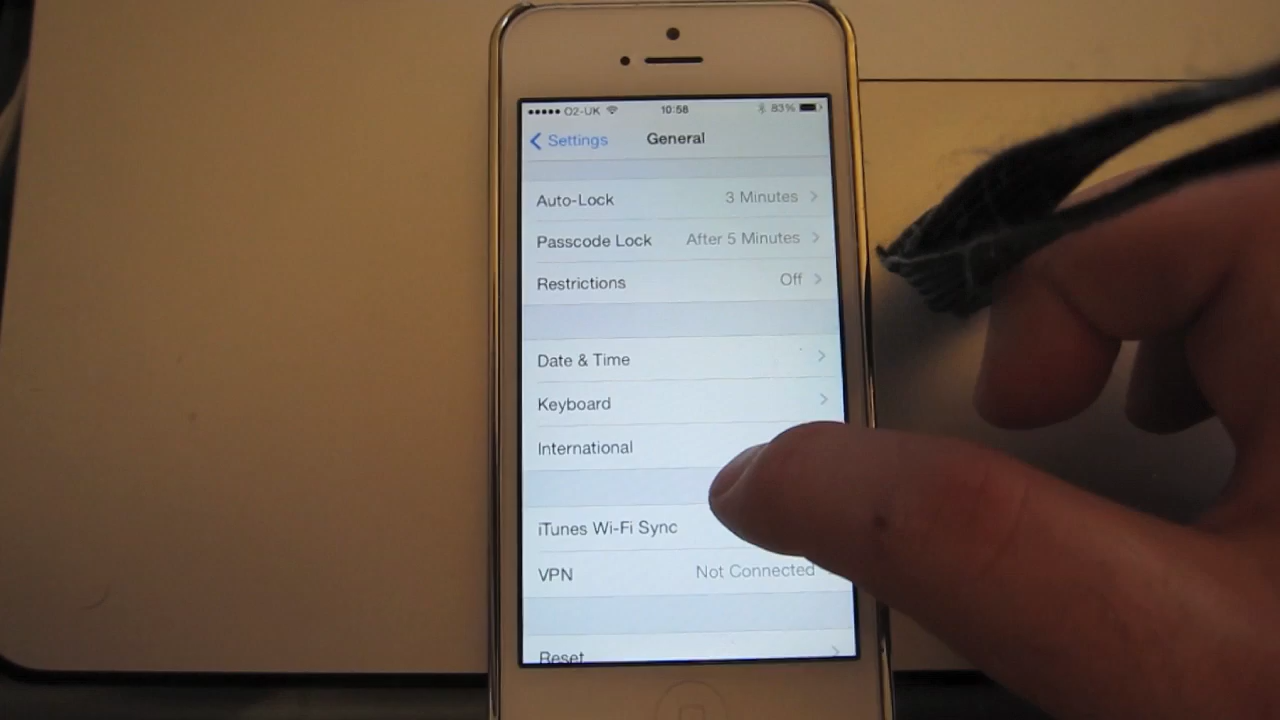 O2-UK 10:58 83%
Settings General
Auto-Lock 3 Minutes
Passcode Lock After 5 Minutes
Restrictions Off
Date & Time
Keyboard
International
iTunes Wi-Fi Sync
VPN Not Connected
Reset